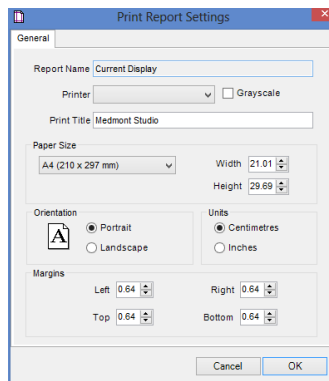 Print Report Settings
General
Report Name Current Display
Printer Grayscale
Print Title Medmont Studio
Paper Size
A4 (210 x 297 mm) Width 21.01
Height 29.69
Orientation Units
A Portrait Centimetres
Landscape Inches
Margins
Left 0.64 Right 0.64
Top 0.64 Bottom 0.64
Cancel OK